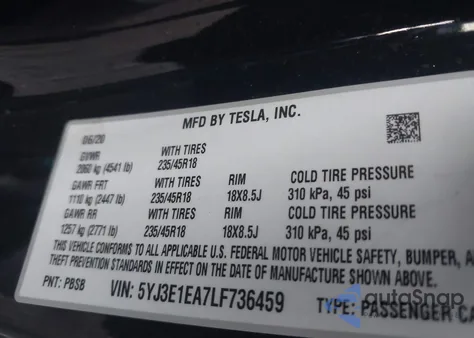 MFD BY TESLA, INC.
06/20
GVWR WITH TIRES
2060 kg (4541 lb) 235/45R18
GAWR FRT WITH TIRES RIM COLD TIRE PRESSURE
1110 kg (2447 lb) 235/45R18 18X8.5J 310 kPa, 45 psi
GAWR RR WITH TIRES RIM COLD TIRE PRESSURE
1257 kg (2771 lb) 235/45R18 18X8.5J 310 kPa, 45 psi
THIS VEHICLE CONFORMS TO ALL APPLICABLE U.S. FEDERAL MOTOR VEHICLE SAFETY, BUMPER, A
THEFT PREVENTION STANDARDS IN EFFECT ON THE DATE OF MANUFACTURE SHOWN ABOVE.
PNT: PBSB VIN: 5YJ3E1EA7LF736459 TYPE: PASSENGER CA
autoSnap